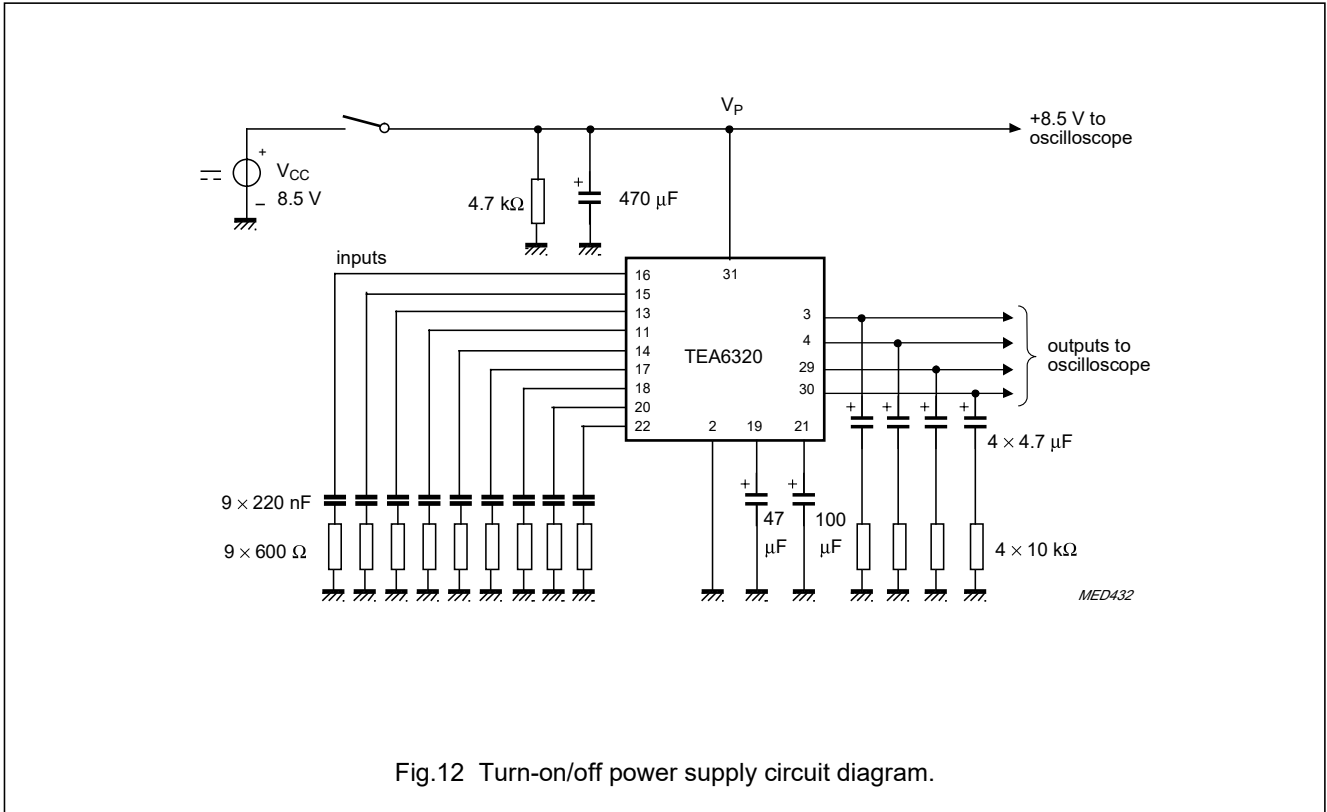 V_P
+8.5 V to
oscilloscope
+
V_CC
8.5 V
−
4.7 kΩ
+
470 µF
inputs
16
15
13
11
14
17
18
20
22
31
TEA6320
3
4
29
30
2
19
21
outputs to
oscilloscope
+ + + +
4 × 4.7 µF
9 × 220 nF
9 × 600 Ω
+
47
µF
+
100
µF
4 × 10 kΩ
MED432
Fig.12 Turn-on/off power supply circuit diagram.